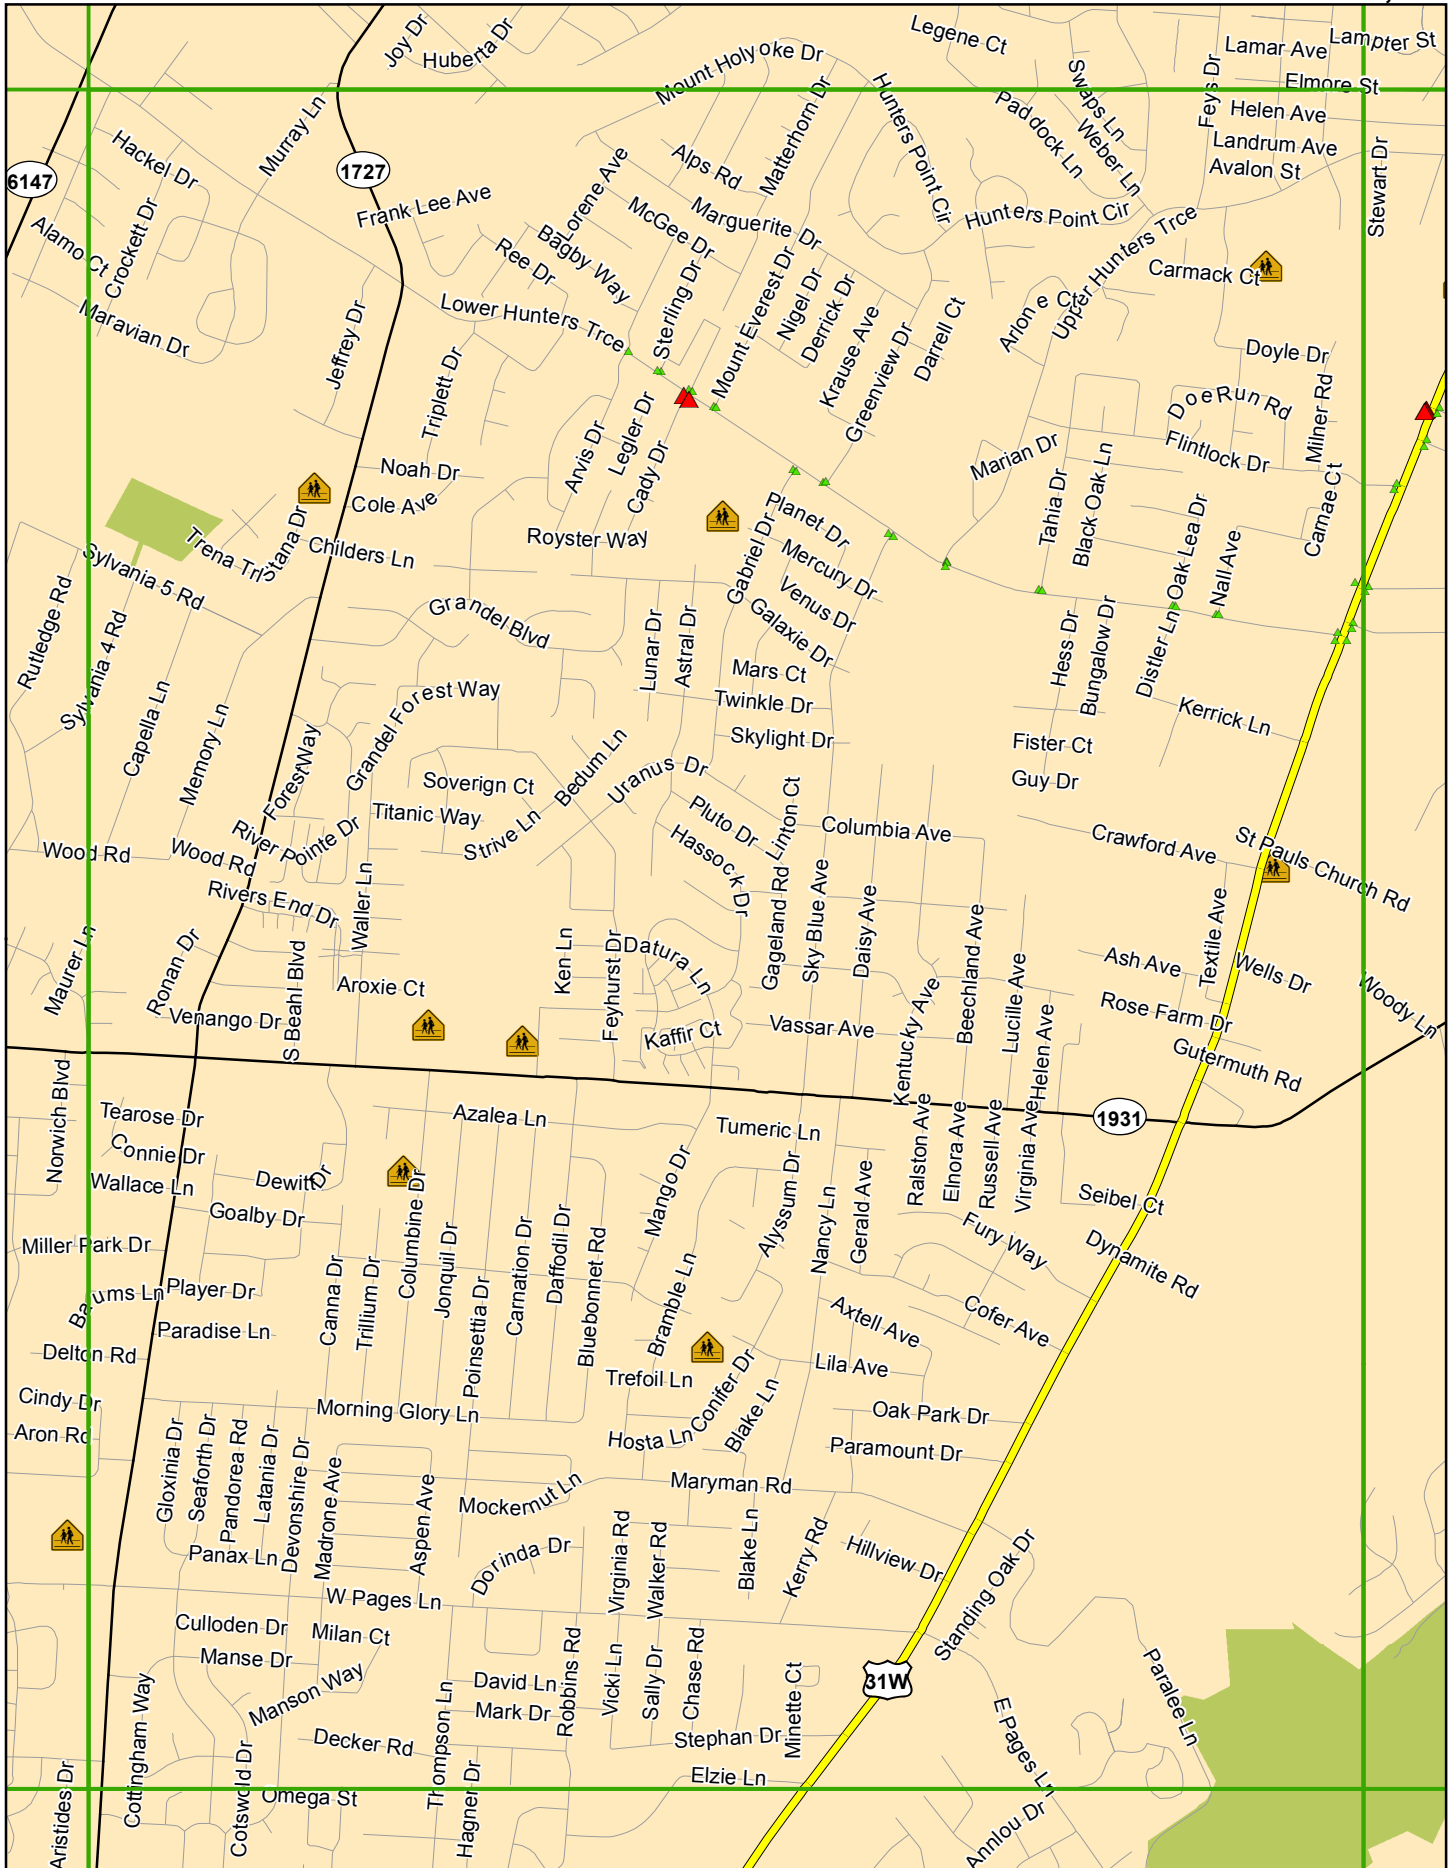 Joy Dr
Huberta Dr
Mount Holyoke Dr
Legene Ct
Lamar Ave
Lampter St
Swaps Ln
Feys Dr
Elmore St
Helen Ave
Paddock Ln
Weber Ln
Landrum Ave
Avalon St
Stewart Dr
Hackel Dr
Murray Ln
6147
1727
Frank Lee Ave
Lorene Ave
Alps Rd
Matterhorn Dr
Hunters Point Cir
Hunters Point Cir
Upper Hunters Trce
McGee Dr
Marguerite Dr
Alamo Ct
Crockett Dr
Ree Dr
Bagby Way
Carmack Ct
Maravian Dr
Lower Hunters Trce
Sterling Dr
Mount Everest Dr
Nigel Dr
Derrick Dr
Krause Ave
Greenview Dr
Darrell Ct
Arlone Ct
Jeffrey Dr
Triplett Dr
Doyle Dr
DoeRun Rd
Milner Rd
Flintlock Dr
Arvis Dr
Legler Dr
Cady Dr
Marian Dr
Noah Dr
Cole Ave
Royster Way
Planet Dr
Tahia Dr
Black Oak Ln
Oak Lea Dr
Carnae Ct
Trena Trl
Childers Ln
Gabriel Dr
Mercury Dr
Venus Dr
Galaxie Dr
Nall Ave
Sylvania 5 Rd
Rutledge Rd
Sylvania 4 Rd
Grandel Blvd
Lunar Dr
Astral Dr
Mars Ct
Twinkle Dr
Skylight Dr
Hess Dr
Bungalow Dr
Distler Ln
Kerrick Ln
Capella Ln
Memory Ln
Grandel Forest Way
Forest Way
Fister Ct
Guy Dr
Soverign Ct
Bedum Ln
Uranus Dr
Titanic Way
Strive Ln
Pluto Dr
Linton Ct
Columbia Ave
Crawford Ave
St Pauls Church Rd
River Pointe Dr
Wood Rd
Wood Rd
Hassock Dr
Rivers End Dr
Waller Ln
Gageland Rd
Sky Blue Ave
Daisy Ave
Beechland Ave
Textile Ave
Maurer Ln
Ronan Dr
S Beahl Blvd
Ken Ln
Feyhurst Dr
Datura Ln
Lucille Ave
Ash Ave
Wells Dr
Woody Ln
Aroxie Ct
Venango Dr
Kaffir Ct
Vassar Ave
Kentucky Ave
Helen Ave
Rose Farm Dr
Gutermuth Rd
Norwich Blvd
Tearose Dr
Azalea Ln
Tumeric Ln
1931
Connie Dr
Wallace Ln
Dewitt Dr
Goalby Dr
Columbine Dr
Mango Dr
Alyssum Dr
Nancy Ln
Gerald Ave
Ralston Ave
Elnora Ave
Russell Ave
Virginia Ave
Seibel Ct
Fury Way
Dynamite Rd
Miller Park Dr
Player Dr
Baums Ln
Paradise Ln
Canna Dr
Trillium Dr
Jonquil Dr
Poinsettia Dr
Carnation Dr
Daffodil Dr
Bluebonnet Rd
Bramble Ln
Axtell Ave
Cofer Ave
Delton Rd
Trefoil Ln
Conifer Dr
Lila Ave
Cindy Dr
Morning Glory Ln
Oak Park Dr
Aron Rd
Hosta Ln
Blake Ln
Paramount Dr
Gloxinia Dr
Seaforth Dr
Pandorea Rd
Latania Dr
Devonshire Dr
Madrone Ave
Aspen Ave
Mockernut Ln
Maryman Rd
Panax Ln
Dorinda Dr
Virginia Rd
Walker Rd
Blake Ln
Kerry Rd
Hillview Dr
Standing Oak Dr
W Pages Ln
Culloden Dr
Milan Ct
Manse Dr
Manson Way
David Ln
Mark Dr
Robbins Rd
Vicki Ln
Sally Dr
Chase Rd
Minette Ct
31W
Paralee Ln
E Pages Ln
Cottingham Way
Decker Rd
Thompson Ln
Stephan Dr
Elzie Ln
Aristides Dr
Cotswold Dr
Omega St
Hagner Dr
Annlou Dr